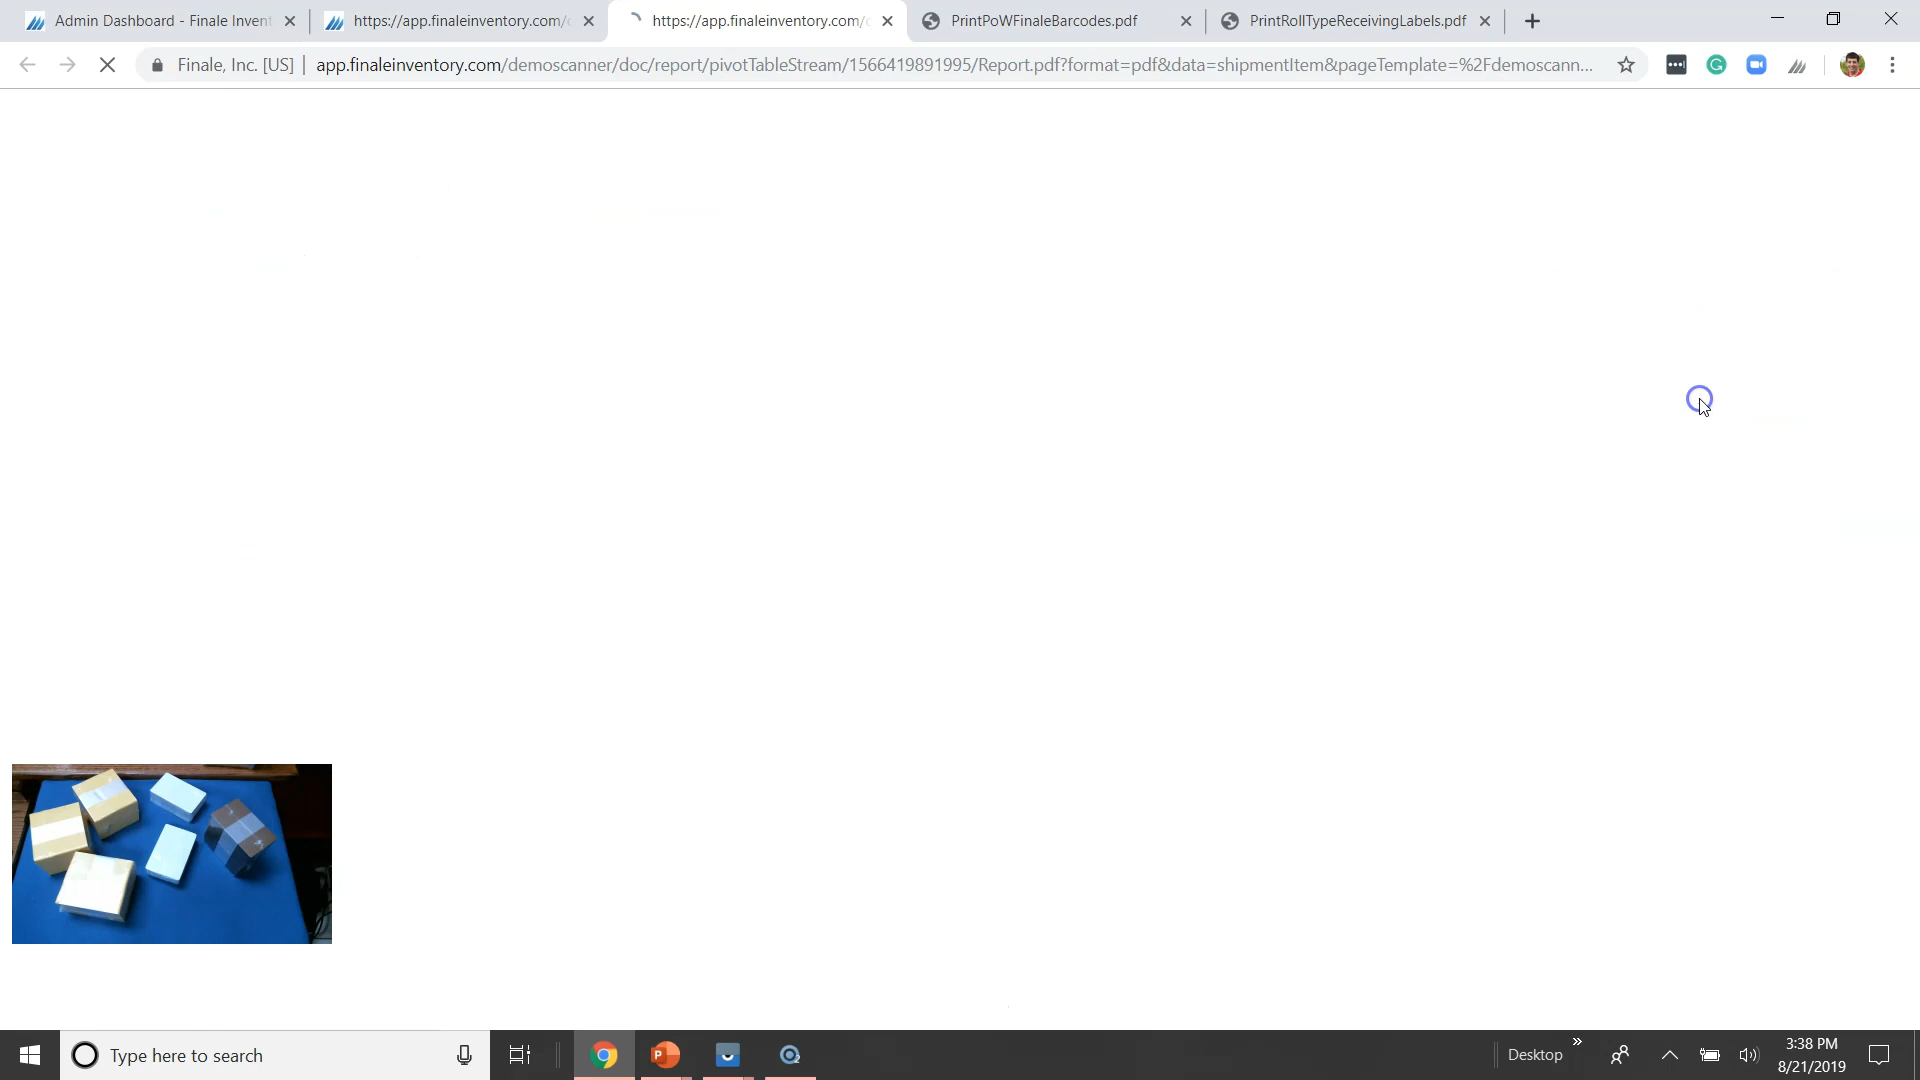 Admin Dashboard - Finale Invent
https://app.finaleinventory.com/
https://app.finaleinventory.com/
PrintPoWFinaleBarcodes.pdf
PrintRollTypeReceivingLabels.pdf
Finale, Inc. [US]
app.finaleinventory.com/demoscanner/doc/report/pivotTableStream/1566419891995/Report.pdf?format=pdf&data=shipmentItem&pageTemplate=%2Fdemoscann...
Type here to search
Desktop
3:38 PM
8/21/2019